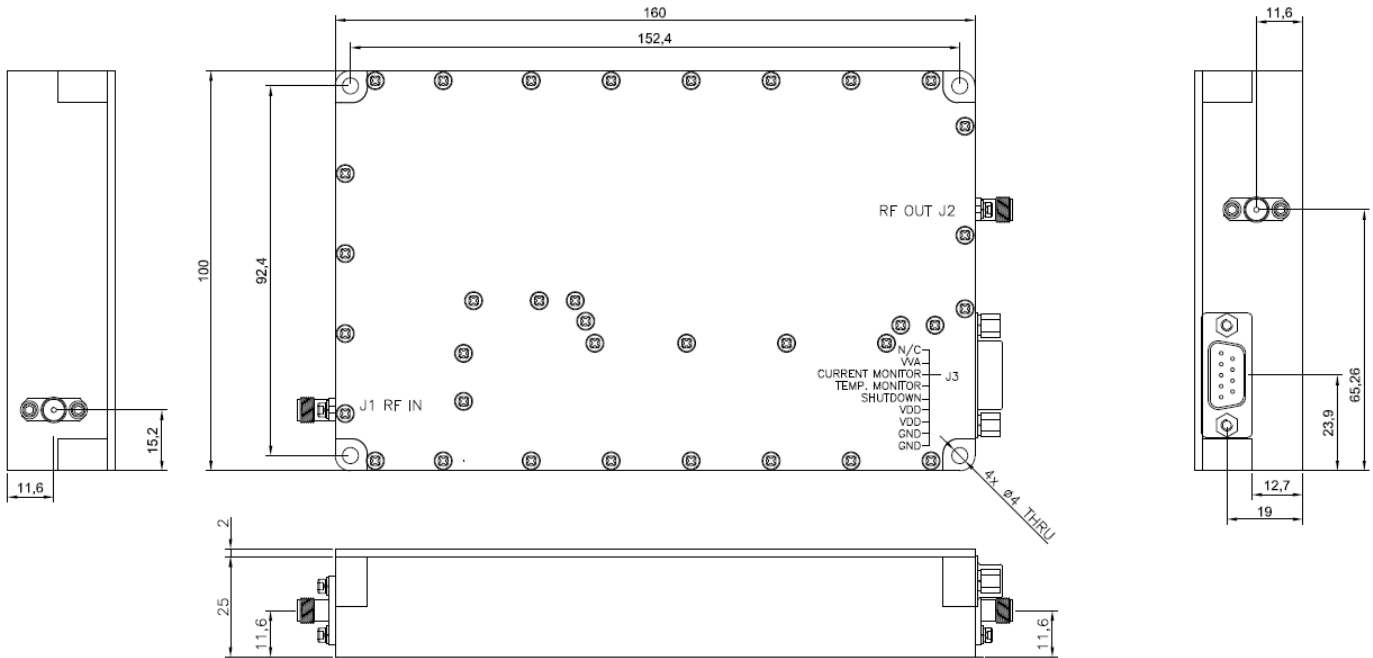 160
152,4
11,6
100
92,4
RF OUT J2
65,26
J1 RF IN
N/C
VVA
CURRENT MONITOR
J3
TEMP. MONITOR
SHUTDOWN
VDD
VDD
GND
GND
15,2
23,9
11,6
12,7
19
4x ø4 THRU
2
25
11,6
11,6